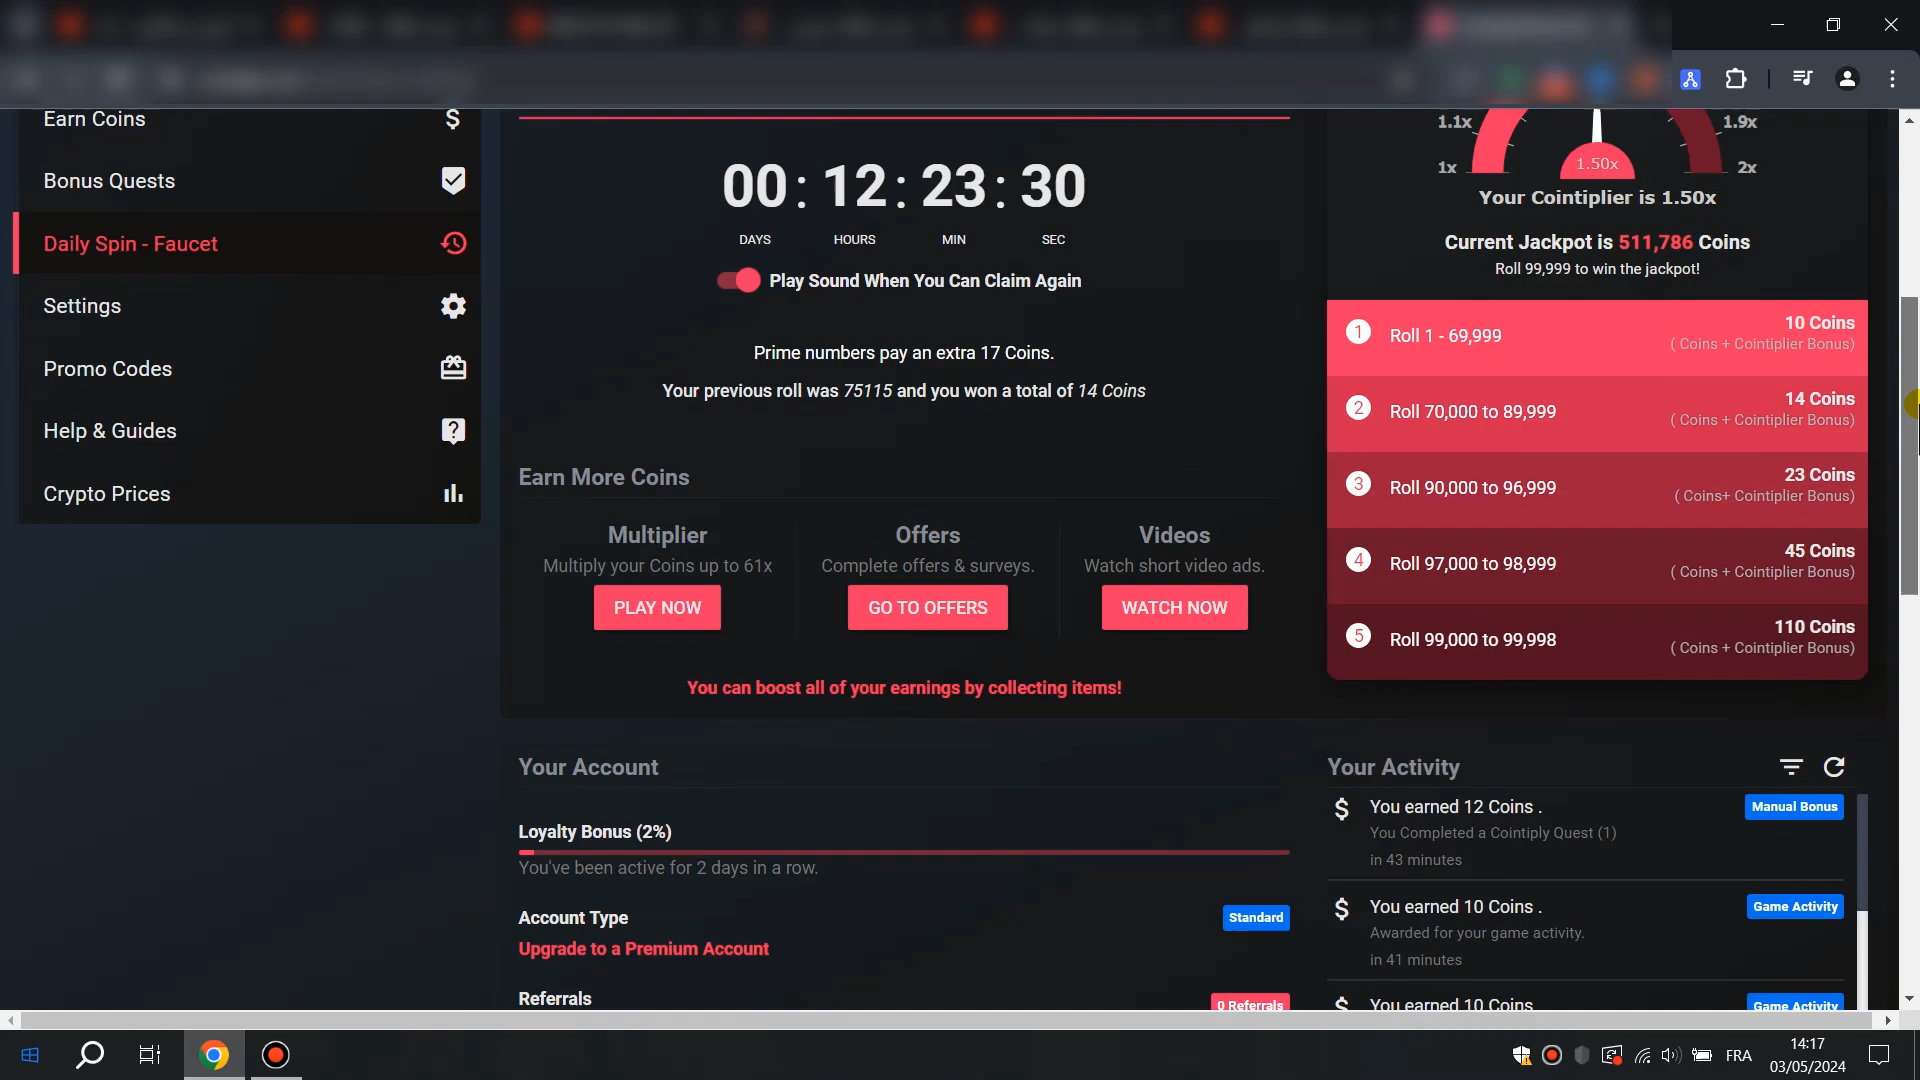 Earn Coins
Bonus Quests
Daily Spin - Faucet
Settings
Promo Codes
Help & Guides
Crypto Prices
00 : 12 : 23 : 30
DAYS HOURS MIN SEC
Play Sound When You Can Claim Again
Prime numbers pay an extra 17 Coins.
Your previous roll was 75115 and you won a total of 14 Coins
Earn More Coins
Multiplier
Multiply your Coins up to 61x
PLAY NOW
Offers
Complete offers & surveys.
GO TO OFFERS
Videos
Watch short video ads.
WATCH NOW
You can boost all of your earnings by collecting items!
1.1x 1.9x
1x 1.50x 2x
Your Cointiplier is 1.50x
Current Jackpot is 511,786 Coins
Roll 99,999 to win the jackpot!
1 Roll 1 - 69,999 10 Coins
( Coins + Cointiplier Bonus)
2 Roll 70,000 to 89,999 14 Coins
( Coins + Cointiplier Bonus)
3 Roll 90,000 to 96,999 23 Coins
( Coins+ Cointiplier Bonus)
4 Roll 97,000 to 98,999 45 Coins
( Coins + Cointiplier Bonus)
5 Roll 99,000 to 99,998 110 Coins
( Coins + Cointiplier Bonus)
Your Account
Loyalty Bonus (2%)
You've been active for 2 days in a row.
Account Type Standard
Upgrade to a Premium Account
Referrals 0 Referrals
Your Activity
You earned 12 Coins . Manual Bonus
You Completed a Cointiply Quest (1)
in 43 minutes
You earned 10 Coins . Game Activity
Awarded for your game activity.
in 41 minutes
You earned 10 Coins Game Activity
FRA
14:17
03/05/2024